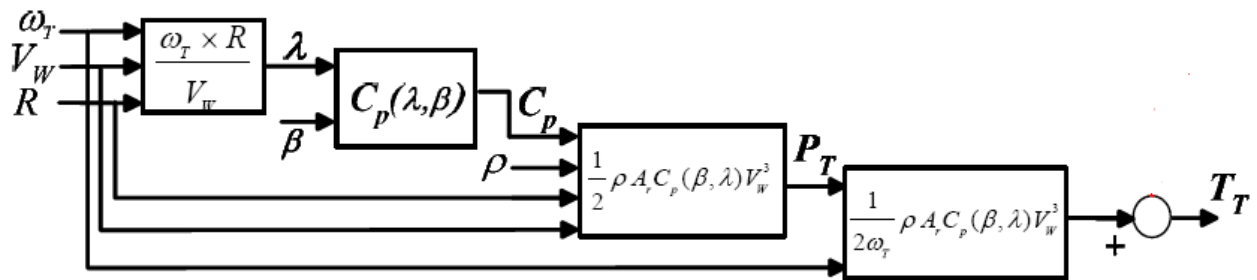 ω_T
V_W
R
ω_T × R
V_W
λ
β
C_p(λ,β)
C_p
ρ
1/2 ρ A_r C_p (β, λ) V_W^3
P_T
1/2ω_T ρ A_r C_p (β, λ) V_W^3
+
T_T